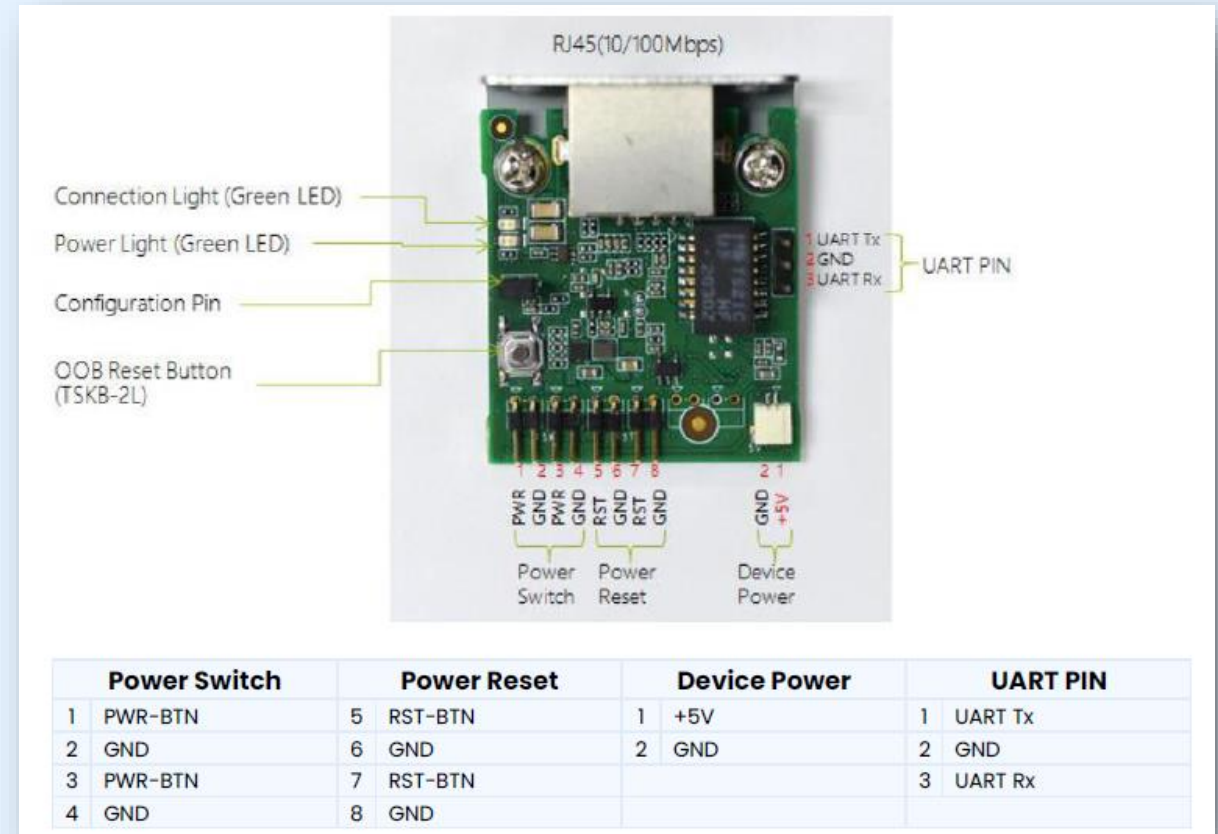 RJ45(10/100Mbps)
Connection Light (Green LED)
Power Light (Green LED)
Configuration Pin
OOB Reset Button
(TSKB-2L)
1 UART Tx
2 GND
3 UART Rx
UART PIN
1 2 3 4 5 6 7 8
2 1
PWR
GND
PWR
GND
RST
GND
RST
GND
GND
+5V
Power
Switch
Power
Reset
Device
Power
Power Switch Power Reset Device Power UART PIN
1 PWR-BTN 5 RST-BTN 1 +5V 1 UART Tx
2 GND 6 GND 2 GND 2 GND
3 PWR-BTN 7 RST-BTN 3 UART Rx
4 GND 8 GND